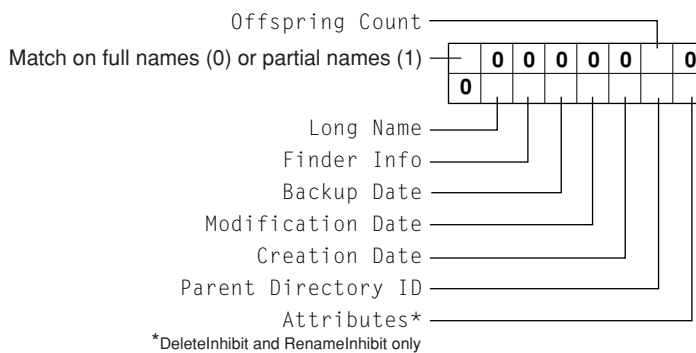 Offspring Count
Match on full names (0) or partial names (1)
0 0 0 0 0 0
0
Long Name
Finder Info
Backup Date
Modification Date
Creation Date
Parent Directory ID
Attributes*
*DeleteInhibit and RenameInhibit only